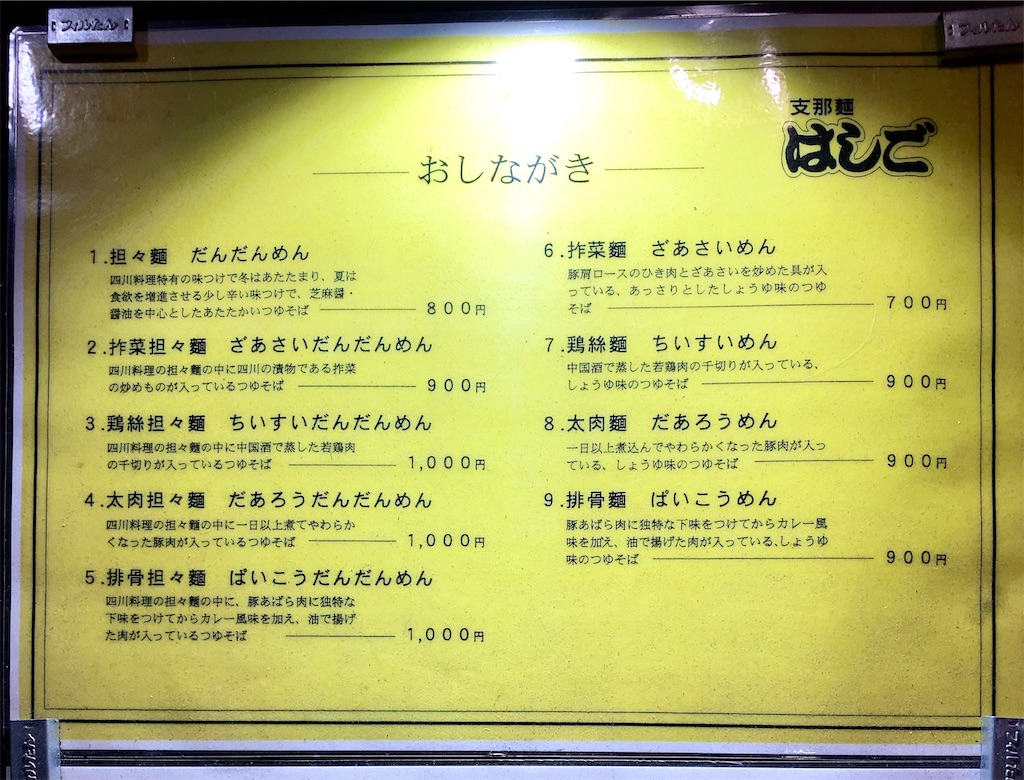 フィルたん
フィルたん
支那麺
はしご
おしながき
1.担々麺 だんだんめん
四川料理特有の味つけで冬はあたたまり、夏は
食欲を増進させる少し辛い味つけで、芝麻醤・
醤油を中心としたあたたかいつゆそば 800円
2.搾菜担々麺 ざあさいだんだんめん
四川料理の担々麺の中に四川の漬物である搾菜
の炒めものが入っているつゆそば 900円
3.鶏絲担々麺 ちいすいだんだんめん
四川料理の担々麺の中に中国酒で蒸した若鶏肉
の千切りが入っているつゆそば 1,000円
4.太肉担々麺 だあろうだんだんめん
四川料理の担々麺の中に一日以上煮てやわらか
くなった豚肉が入っているつゆそば 1,000円
5.排骨担々麺 ぱいこうだんだんめん
四川料理の担々麺の中に、豚あばら肉に独特な
下味をつけてからカレー風味を加え、油で揚げ
た肉が入っているつゆそば 1,000円
6.搾菜麺 ざあさいめん
豚肩ロースのひき肉とざあさいを炒めた具が入
っている、あっさりとしたしょうゆ味のつゆ
そば 700円
7.鶏絲麺 ちいすいめん
中国酒で蒸した若鶏肉の千切りが入っている、
しょうゆ味のつゆそば 900円
8.太肉麺 だあろうめん
一日以上煮込んでやわらかくなった豚肉が入っ
ている、しょうゆ味のつゆそば 900円
9.排骨麺 ぱいこうめん
豚あばら肉に独特な下味をつけてからカレー風
味を加え、油で揚げた肉が入っている、しょうゆ
味のつゆそば 900円